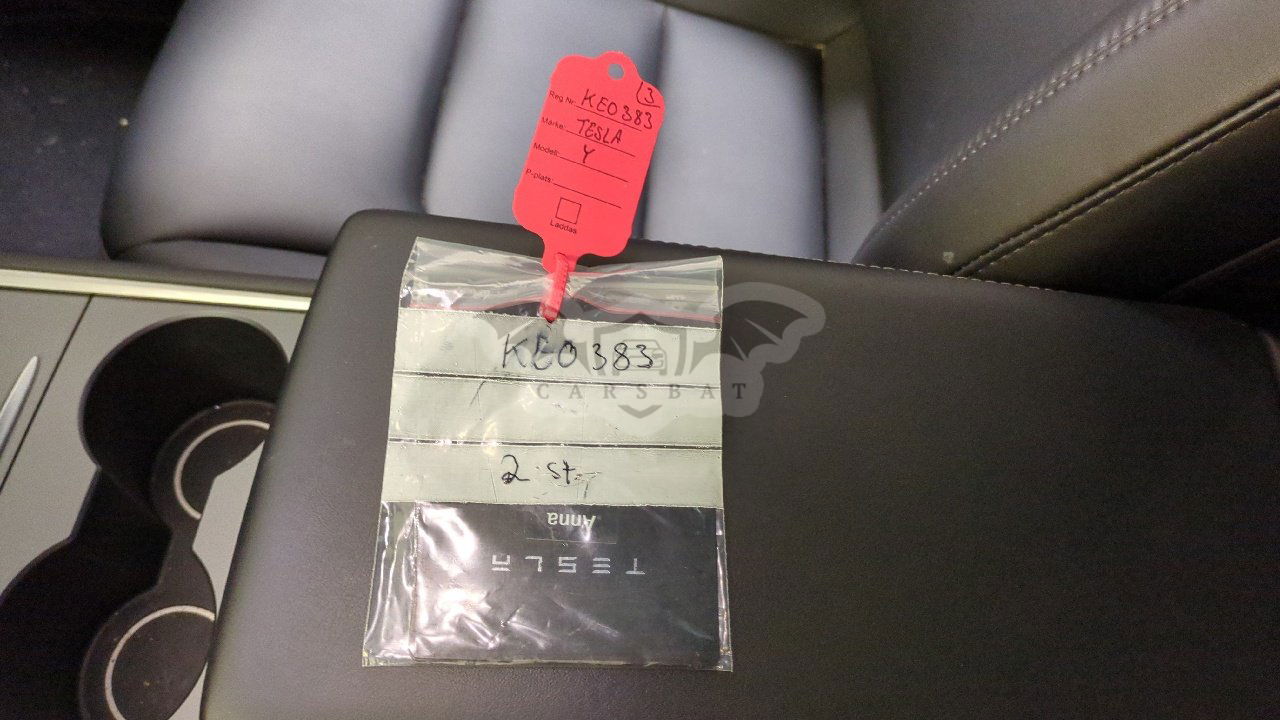 13
Reg Nr: KEO383
Märke: TESLA
Modell: Y
P-plats:
Laddas
KEO383
CARSBAT
2 st.
Anna
TESLA